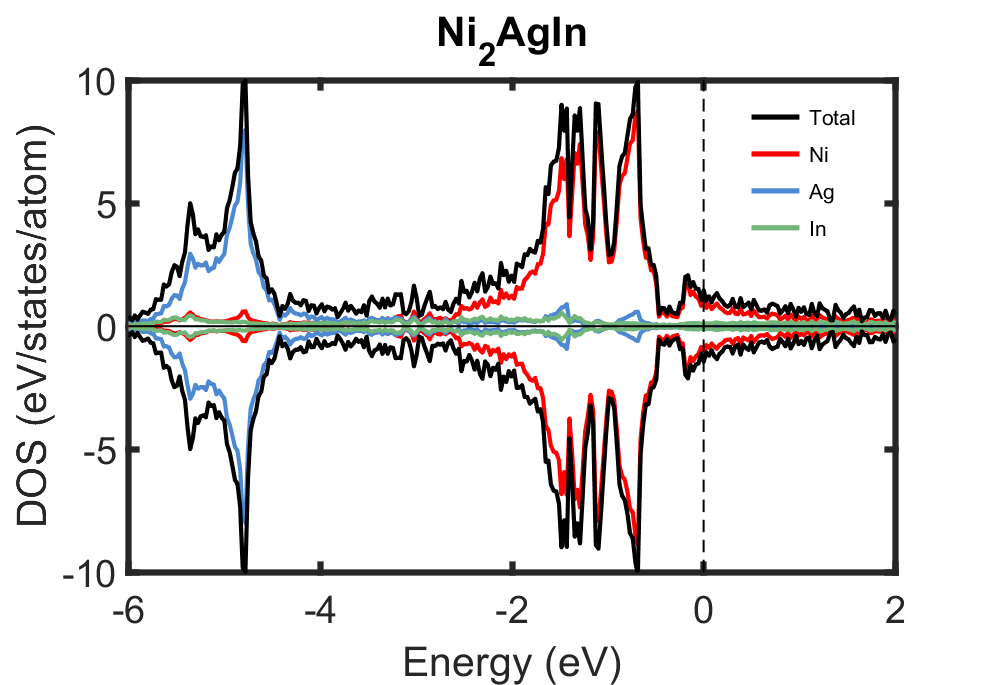 Ni2AgIn
DOS (eV/states/atom)
10
5
0
-5
-10
Total
Ni
Ag
In
-6 -4 -2 0 2
Energy (eV)